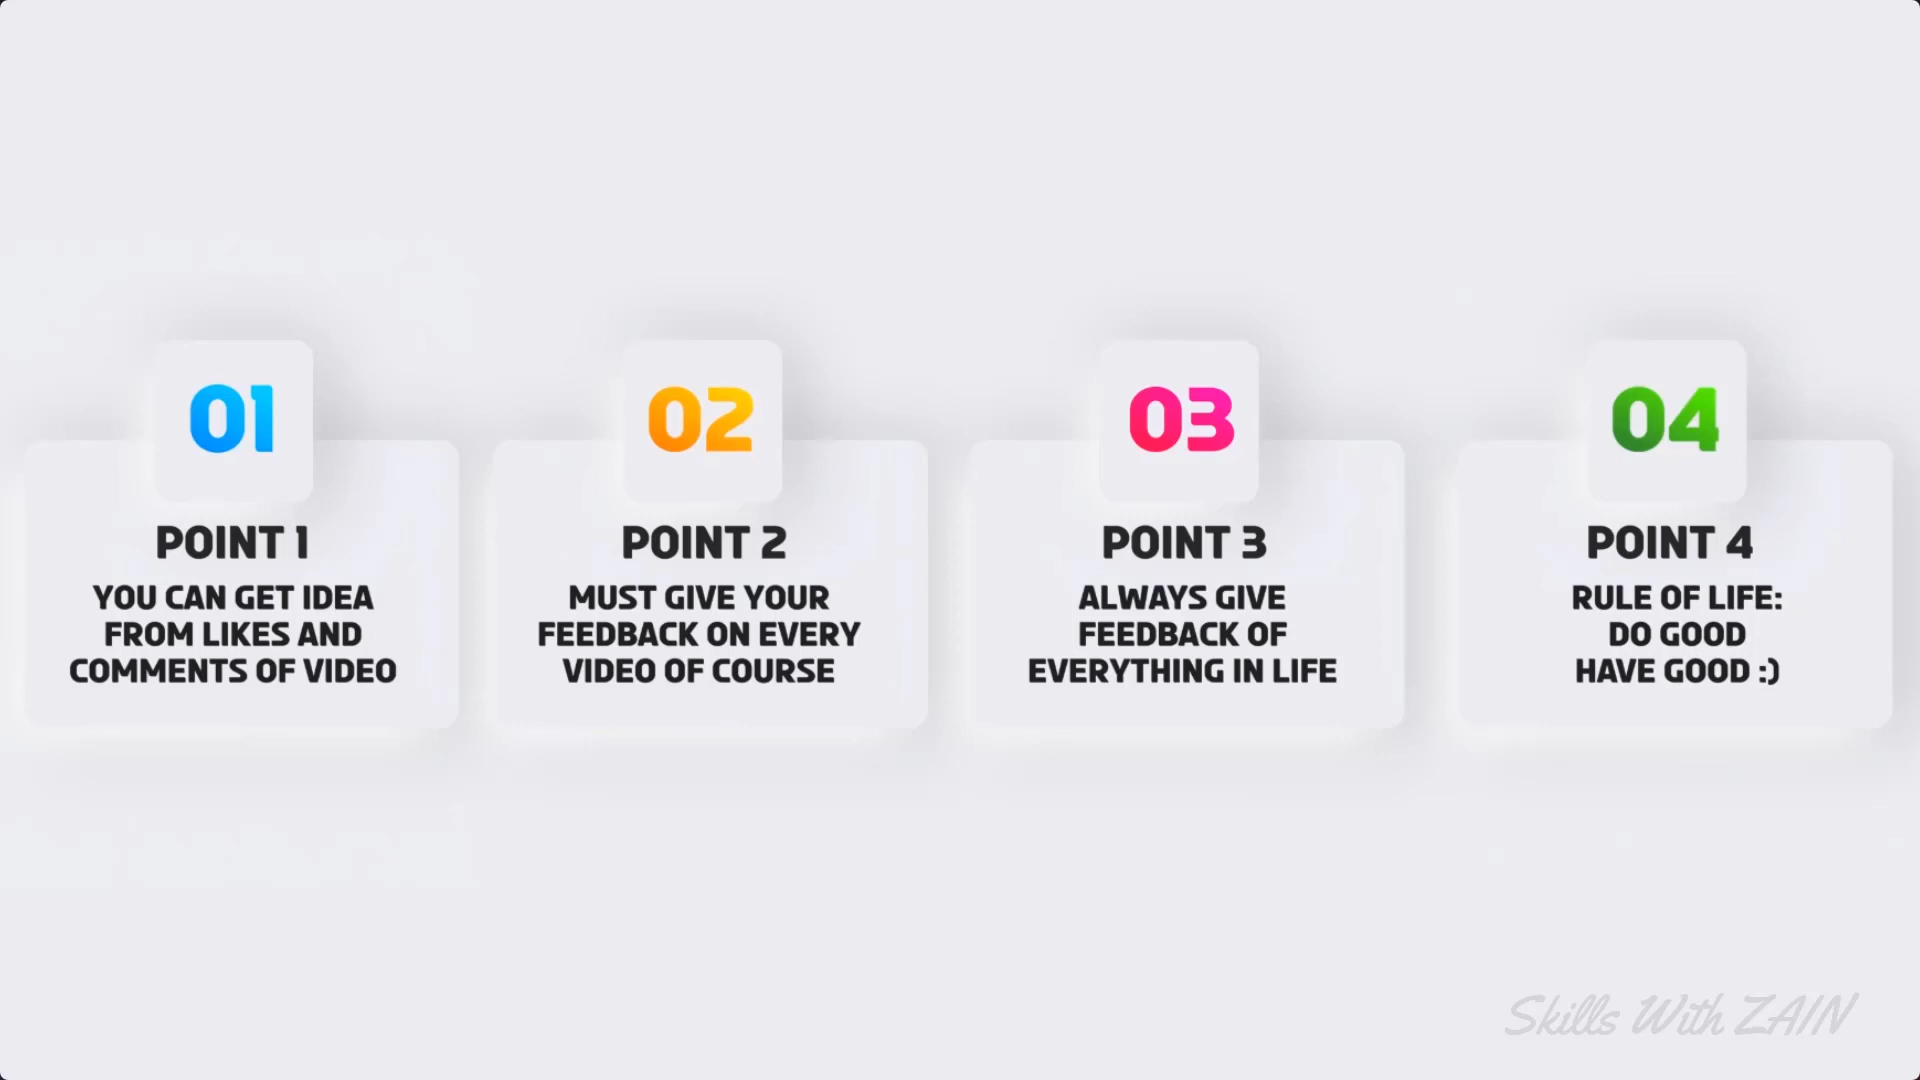 01
POINT 1
YOU CAN GET IDEA
FROM LIKES AND
COMMENTS OF VIDEO
02
POINT 2
MUST GIVE YOUR
FEEDBACK ON EVERY
VIDEO OF COURSE
03
POINT 3
ALWAYS GIVE
FEEDBACK OF
EVERYTHING IN LIFE
04
POINT 4
RULE OF LIFE:
DO GOOD
HAVE GOOD :)
Skills With ZAIN